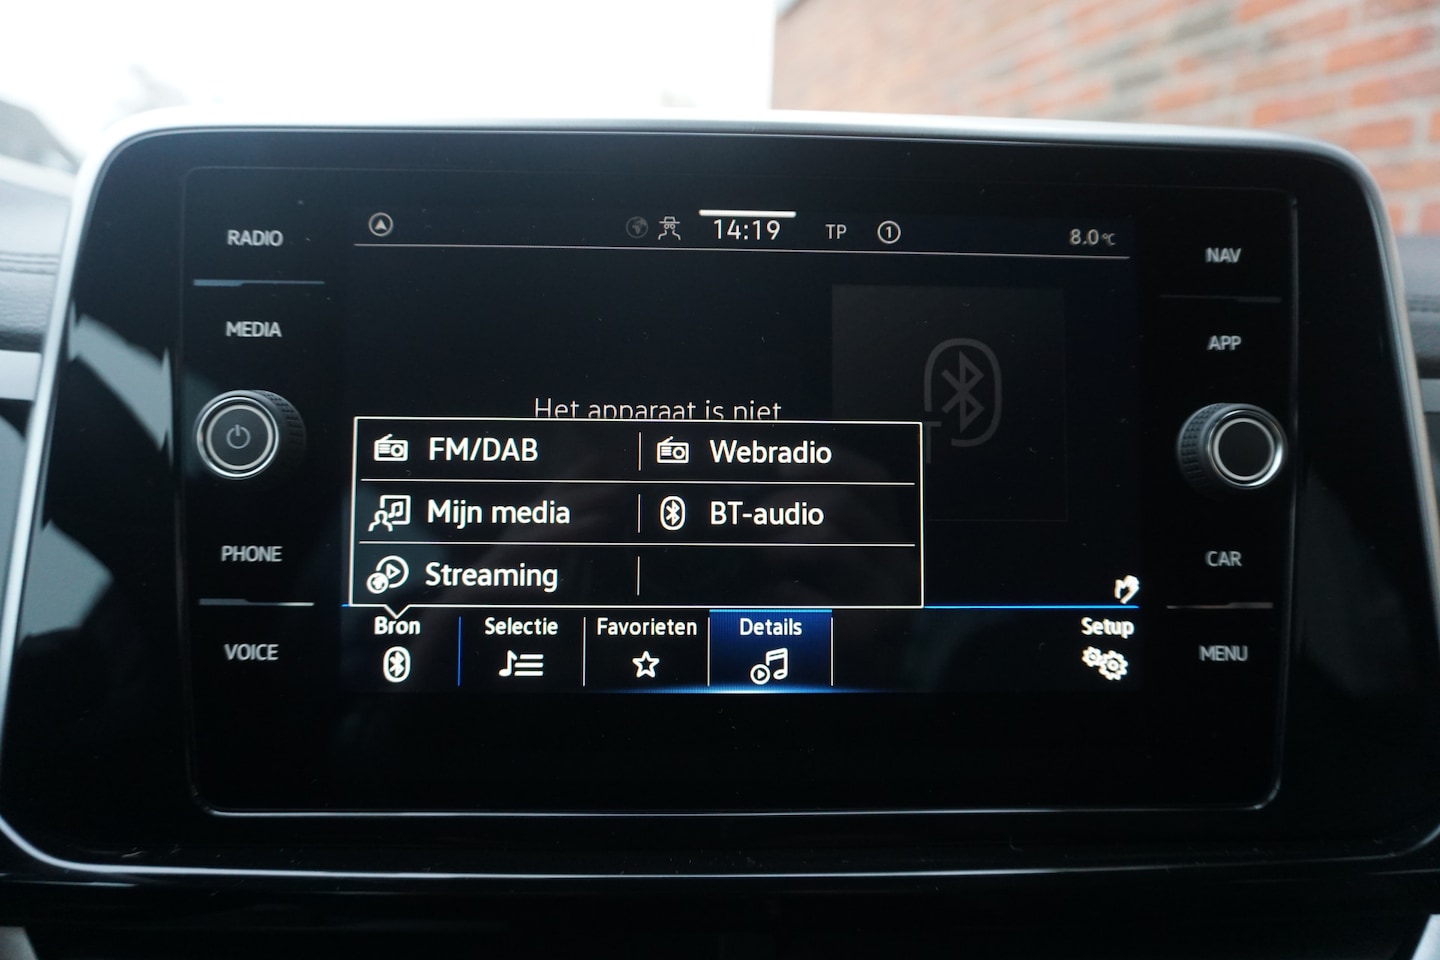 RADIO
MEDIA
PHONE
VOICE
14:19 TP 1
8.0°C
Het apparaat is niet
FM/DAB
Webradio
Mijn media
BT-audio
Streaming
Bron
Selectie
Favorieten
Details
Setup
NAV
APP
CAR
MENU